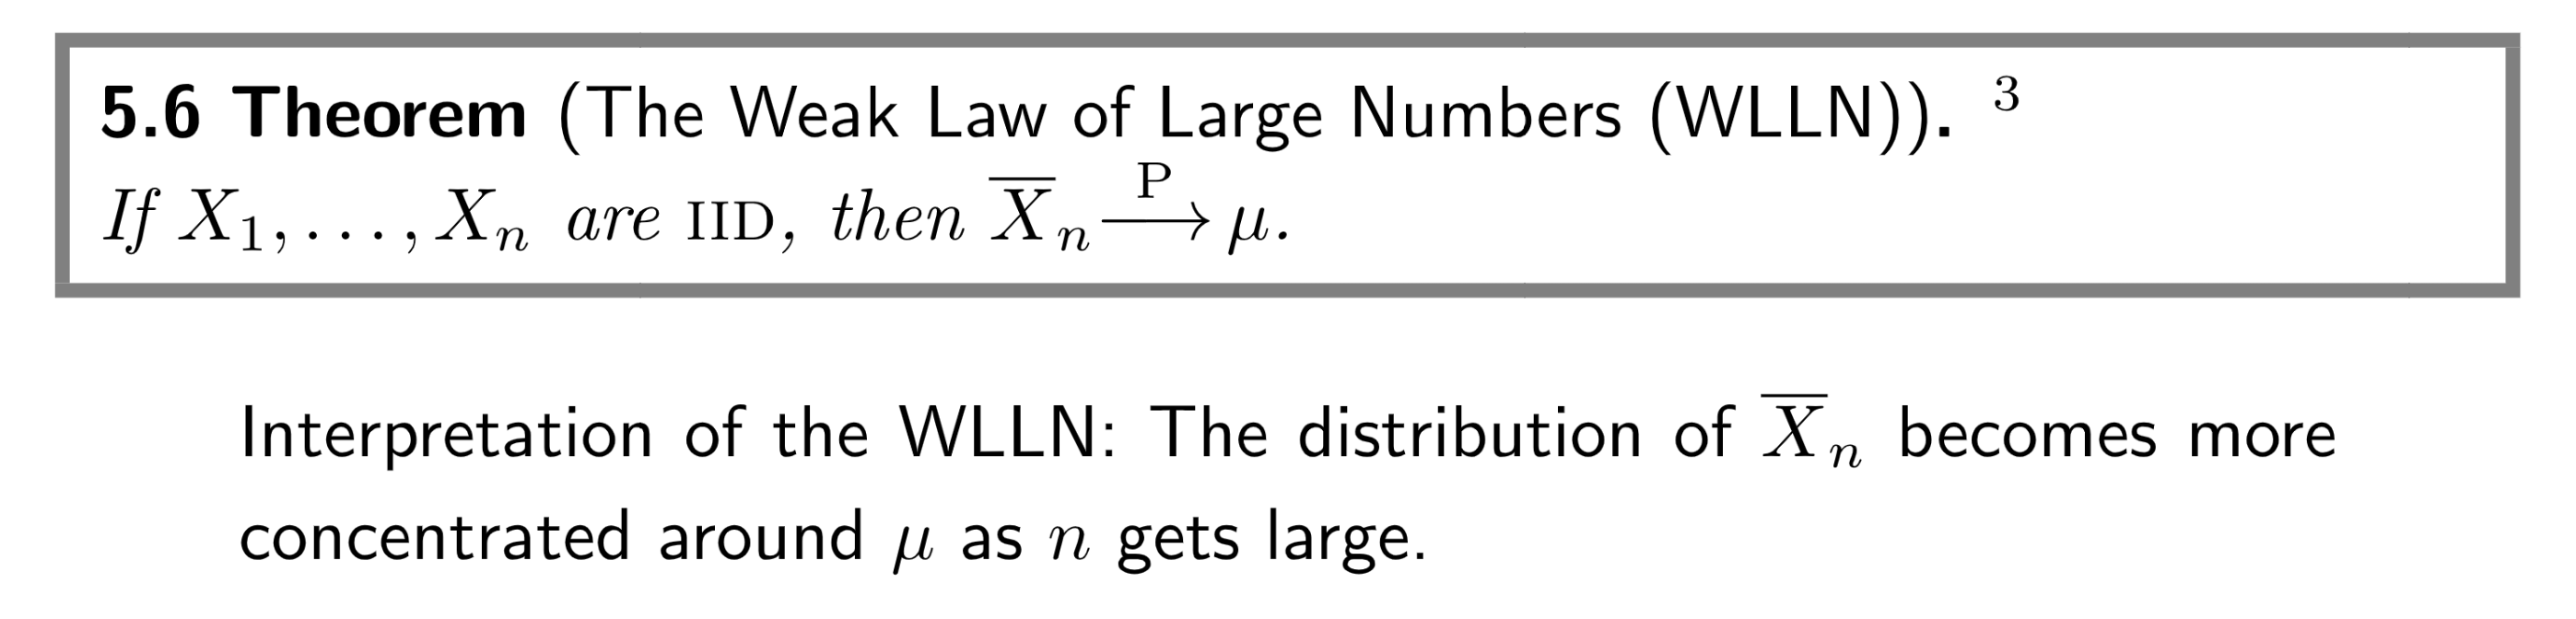 5.6 Theorem (The Weak Law of Large Numbers (WLLN)). ³
If X₁, . . . , Xₙ are IID, then X̅ₙ —P→ μ.
Interpretation of the WLLN: The distribution of X̅ₙ becomes more
concentrated around μ as n gets large.